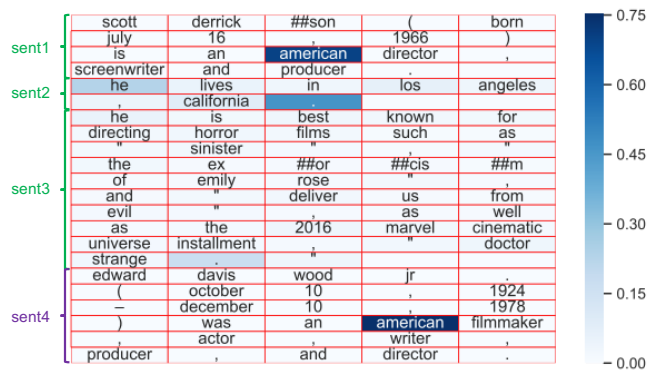 scott derrick ##son ( born
july 16 , 1966 )
sent1
is an american director ,
screenwriter and producer .
he lives in los angeles
sent2
, california .
he is best known for
directing horror films such as
" sinister " , "
the ex ##or ##cis ##m
of emily rose " ,
sent3
and " deliver us from
evil " , as well
as the 2016 marvel cinematic
universe installment , " doctor
strange . "
edward davis wood jr .
( october 10 , 1924
– december 10 , 1978
sent4
) was an american filmmaker
, actor , writer ,
producer , and director .
0.75
0.60
0.45
0.30
0.15
0.00